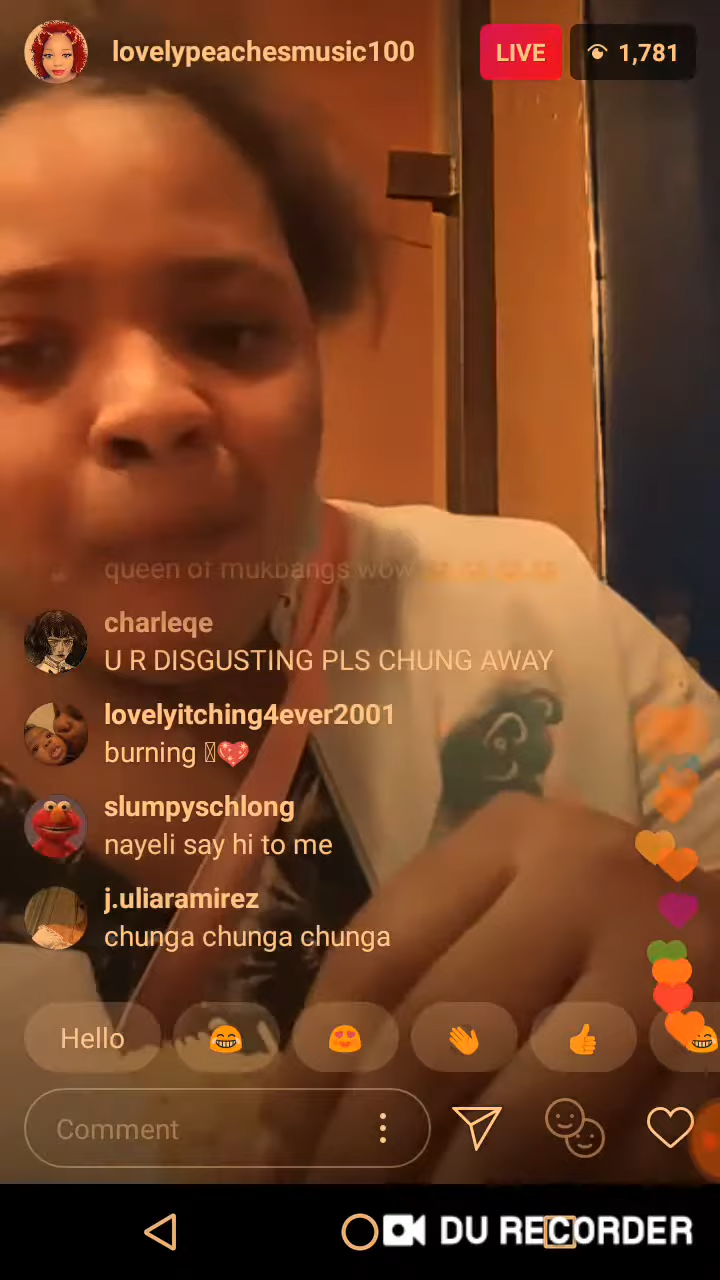 lovelypeachesmusic100
LIVE
1,781
queen of mukbangs wow
charleqe
U R DISGUSTING PLS CHUNG AWAY
lovelyitching4ever2001
burning 💖
slumpyschlong
nayeli say hi to me
j.uliaramirez
chunga chunga chunga
Hello
Comment
DU RECORDER